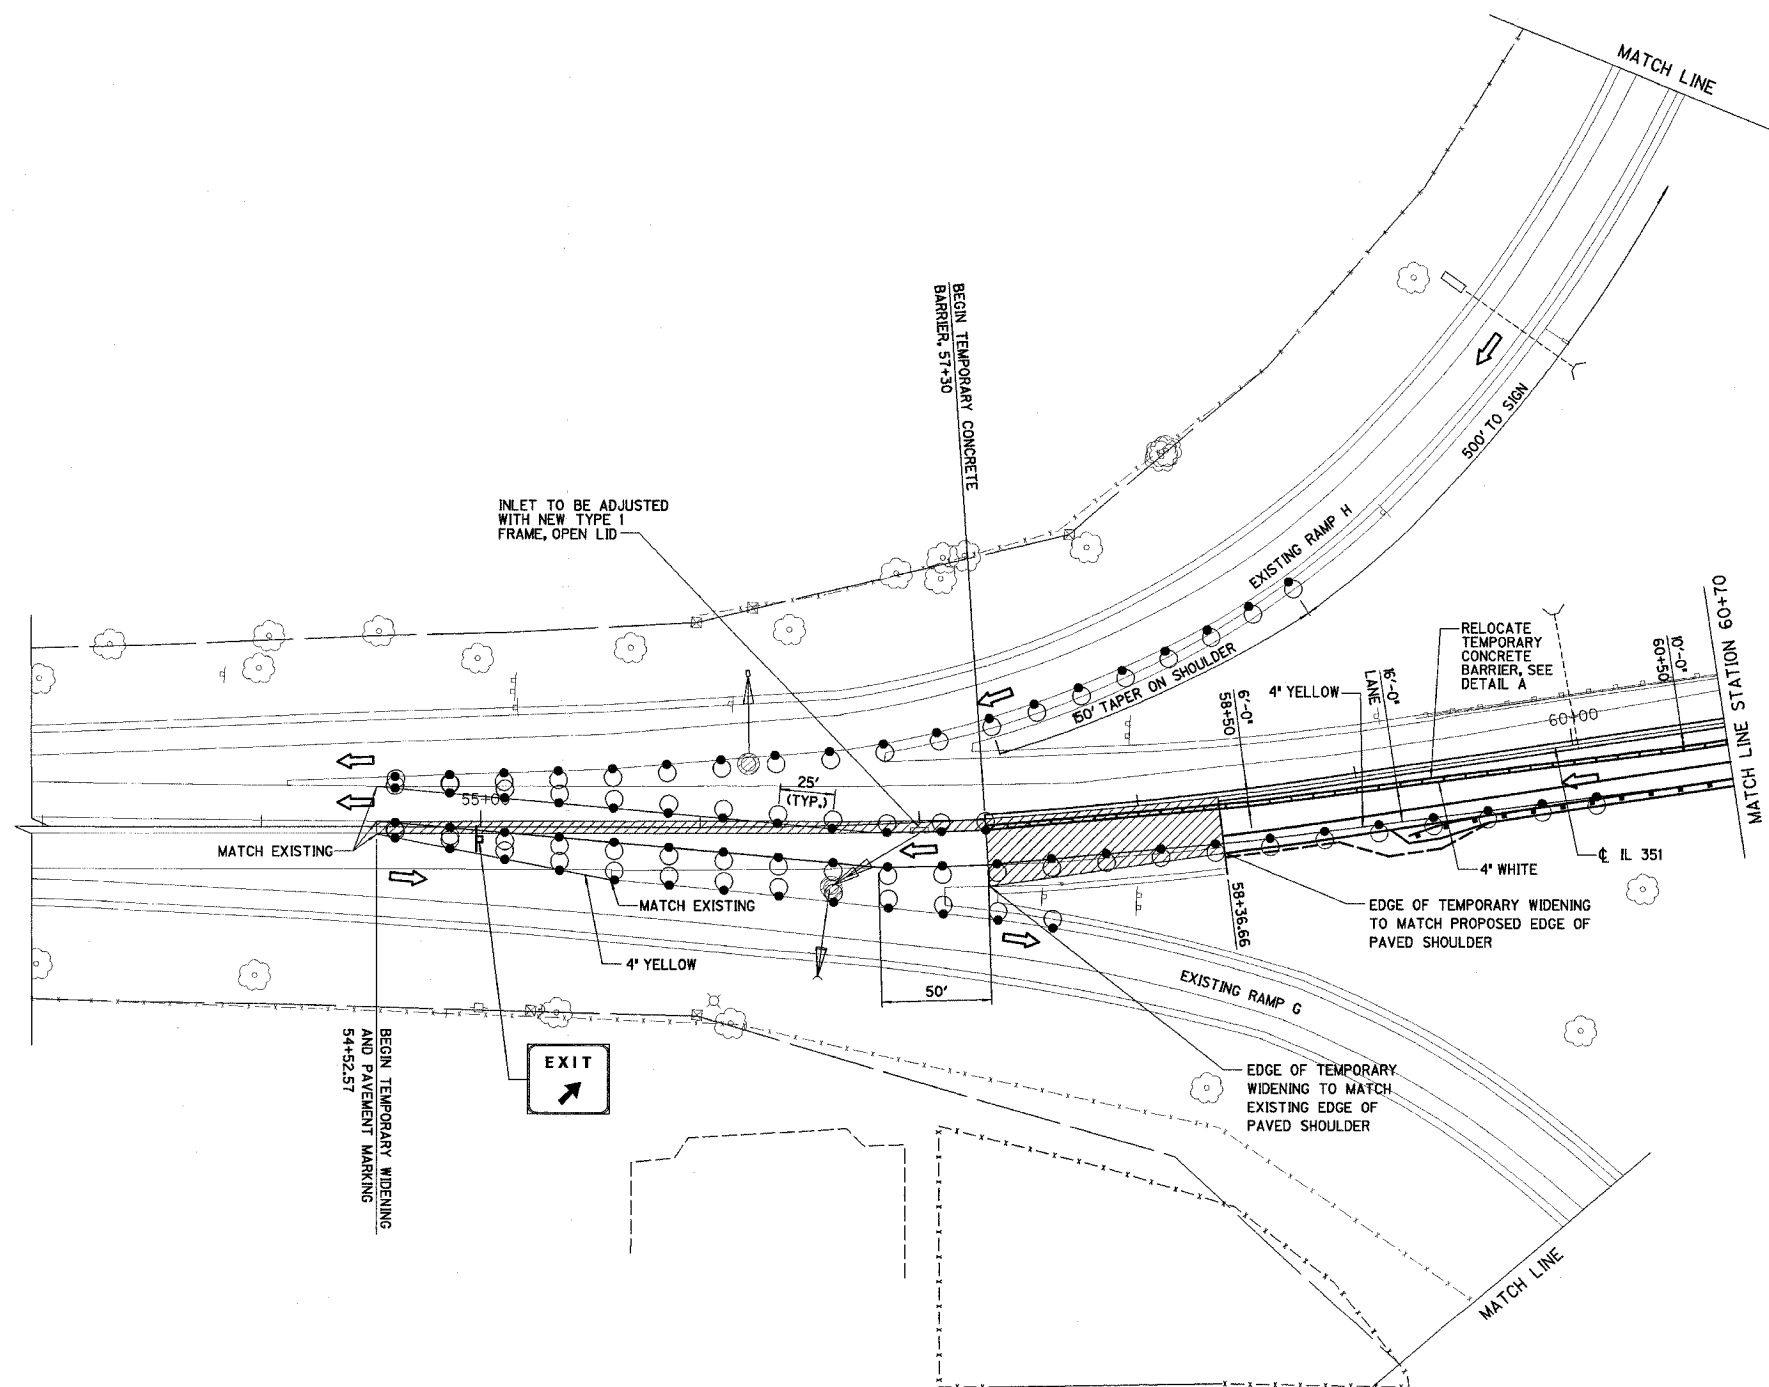 MATCH LINE
BEGIN TEMPORARY CONCRETE
BARRIER, 57+30
500' TO SIGN
INLET TO BE ADJUSTED
WITH NEW TYPE 1
FRAME, OPEN LID
EXISTING RAMP H
150' TAPER ON SHOULDER
RELOCATE
TEMPORARY
CONCRETE
BARRIER, SEE
DETAIL A
10'-0"
60+50
MATCH LINE STATION 60+70
4" YELLOW
16'-0"
LANE
6'-0"
58+50
60+00
25'
(TYP.)
55+00
MATCH EXISTING
₵ IL 351
4" WHITE
MATCH EXISTING
58+36.66
EDGE OF TEMPORARY WIDENING
TO MATCH PROPOSED EDGE OF
PAVED SHOULDER
4" YELLOW
50'
EXISTING RAMP G
BEGIN TEMPORARY WIDENING
AND PAVEMENT MARKING
54+52.57
EXIT
EDGE OF TEMPORARY
WIDENING TO MATCH
EXISTING EDGE OF
PAVED SHOULDER
MATCH LINE